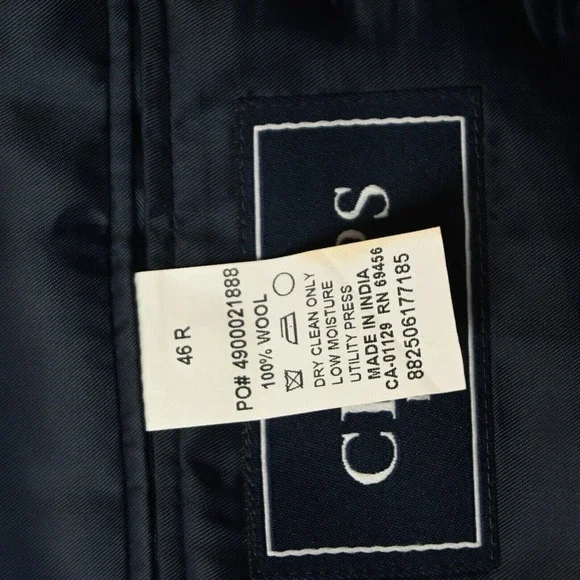 46 R
PO# 4900021888
100% WOOL
DRY CLEAN ONLY
LOW MOISTURE
UTILITY PRESS
MADE IN INDIA
CA-01129 RN 69456
882506177185